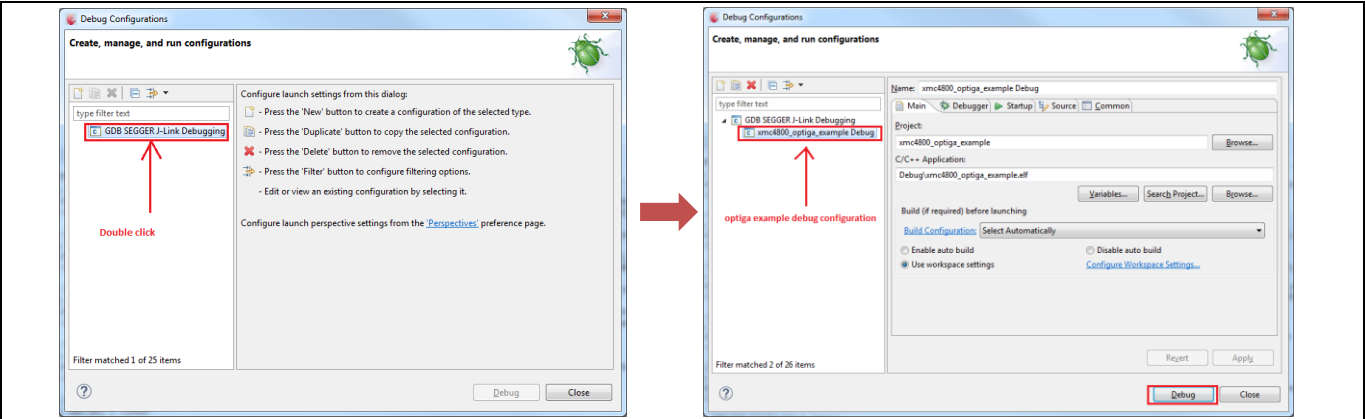 Debug Configurations
Create, manage, and run configurations
type filter text
GDB SEGGER J-Link Debugging
Double click
Filter matched 1 of 25 items
Configure launch settings from this dialog:
- Press the 'New' button to create a configuration of the selected type.
- Press the 'Duplicate' button to copy the selected configuration.
- Press the 'Delete' button to remove the selected configuration.
- Press the 'Filter' button to configure filtering options.
- Edit or view an existing configuration by selecting it.
Configure launch perspective settings from the 'Perspectives' preference page.
Debug Close
Debug Configurations
Create, manage, and run configurations
type filter text
GDB SEGGER J-Link Debugging
xmc4800_optiga_example Debug
optiga example debug configuration
Filter matched 2 of 26 items
Name: xmc4800_optiga_example Debug
Main Debugger Startup Source Common
Project:
xmc4800_optiga_example Browse...
C/C++ Application:
Debug\xmc4800_optiga_example.elf
Variables... Search Project... Browse...
Build (if required) before launching
Build Configuration: Select Automatically
Enable auto build Disable auto build
Use workspace settings Configure Workspace Settings...
Revert Apply
Debug Close